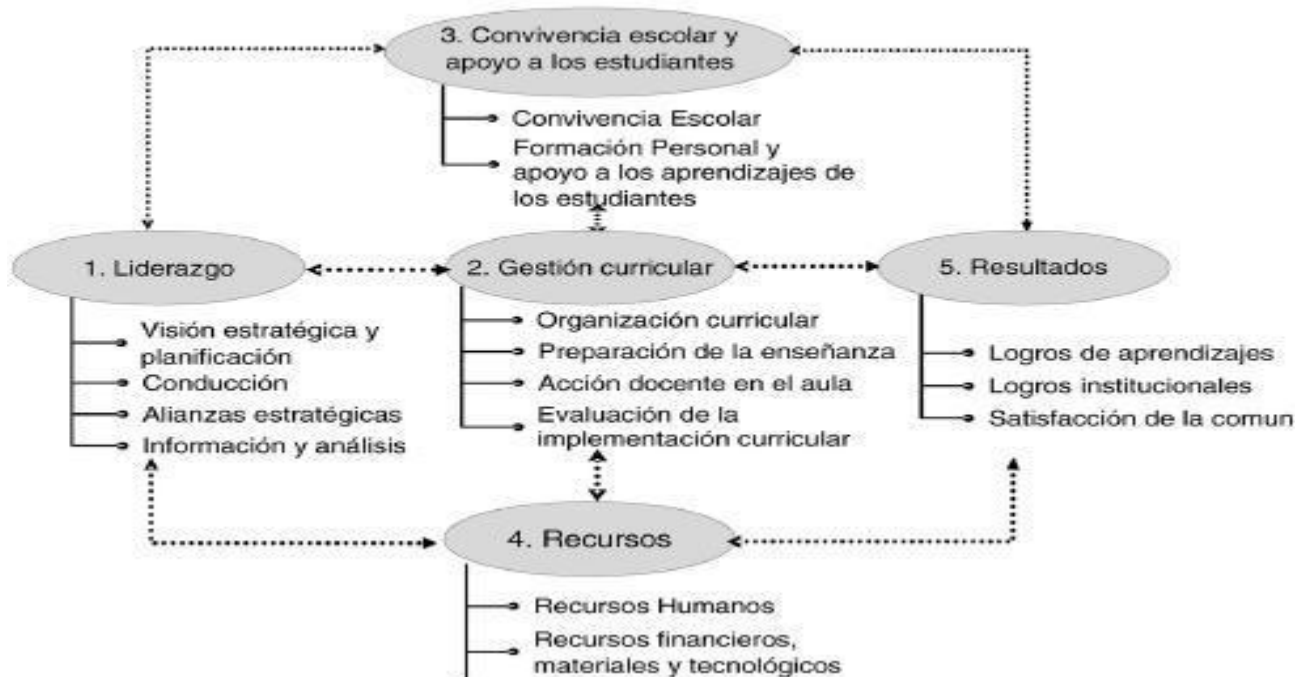 3. Convivencia escolar y
apoyo a los estudiantes
Convivencia Escolar
Formación Personal y
apoyo a los aprendizajes de
los estudiantes
1. Liderazgo
Visión estratégica y
planificación
Conducción
Alianzas estratégicas
Información y análisis
2. Gestión curricular
Organización curricular
Preparación de la enseñanza
Acción docente en el aula
Evaluación de la
implementación curricular
5. Resultados
Logros de aprendizajes
Logros institucionales
Satisfacción de la comun
4. Recursos
Recursos Humanos
Recursos financieros,
materiales y tecnológicos